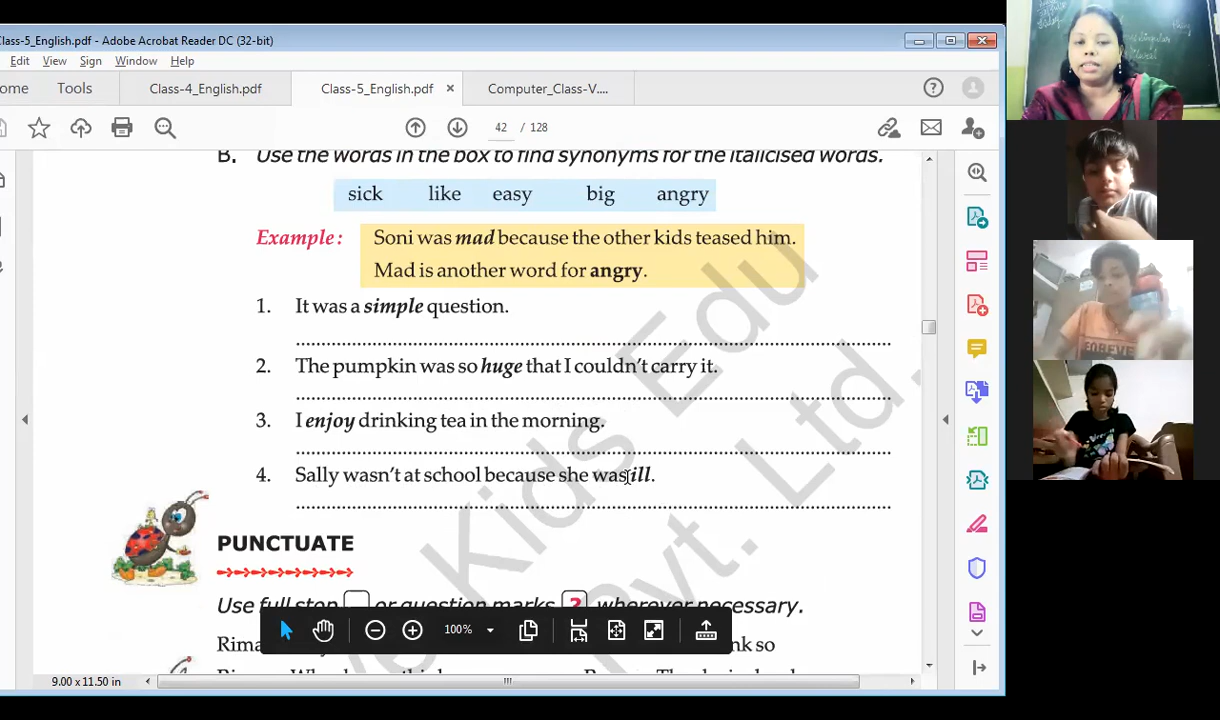 Class-5_English.pdf - Adobe Acrobat Reader DC (32-bit)
Edit View Sign Window Help
ome Tools Class-4_English.pdf Class-5_English.pdf × Computer_Class-V....
42 / 128
B. Use the words in the box to find synonyms for the italicised words.
sick like easy big angry
Example: Soni was mad because the other kids teased him.
Mad is another word for angry.
1. It was a simple question.
2. The pumpkin was so huge that I couldn't carry it.
3. I enjoy drinking tea in the morning.
4. Sally wasn't at school because she was ill.
PUNCTUATE
Use full stop . or question marks ? wherever necessary.
100%
9.00 x 11.50 in
Kids Edu
Pvt. Ltd.